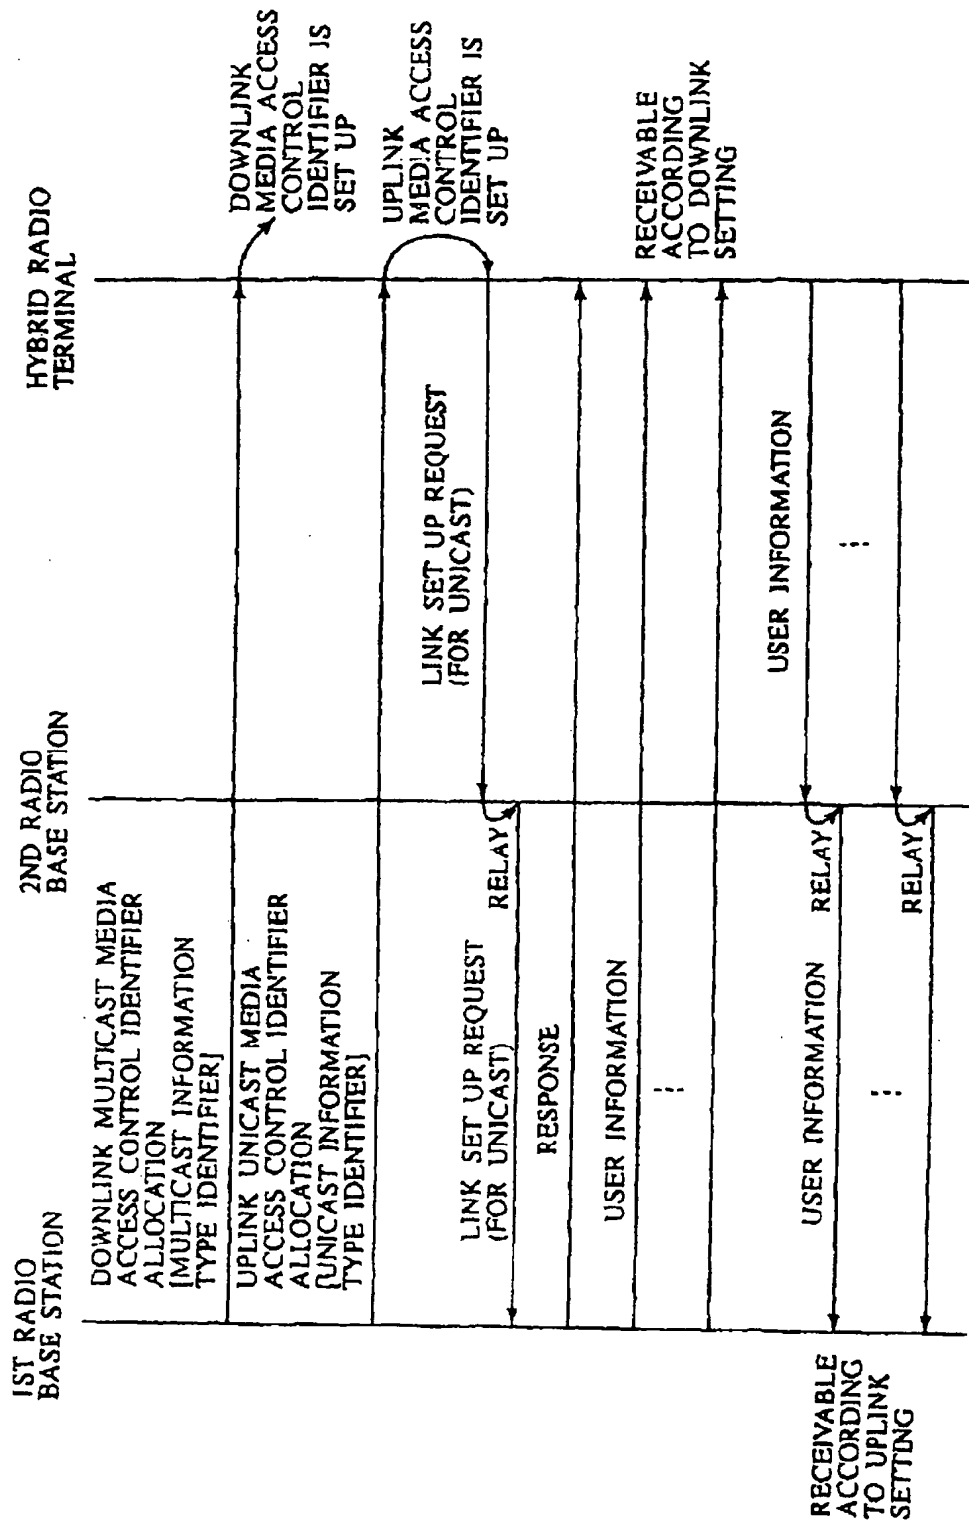 1ST RADIO
BASE STATION
2ND RADIO
BASE STATION
HYBRID RADIO
TERMINAL
DOWNLINK MULTICAST MEDIA
ACCESS CONTROL IDENTIFIER
ALLOCATION
[MULTICAST INFORMATION
TYPE IDENTIFIER]
DOWNLINK
MEDIA ACCESS
CONTROL
IDENTIFIER IS
SET UP
UPLINK UNICAST MEDIA
ACCESS CONTROL IDENTIFIER
ALLOCATION
[UNICAST INFORMATION
TYPE IDENTIFIER]
UPLINK
MEDIA ACCESS
CONTROL
IDENTIFIER IS
SET UP
LINK SET UP REQUEST
(FOR UNICAST)
RELAY
LINK SET UP REQUEST
(FOR UNICAST)
RESPONSE
USER INFORMATION
RECEIVABLE
ACCORDING
TO DOWNLINK
SETTING
USER INFORMATION
RELAY
USER INFORMATION
RELAY
RECEIVABLE
ACCORDING
TO UPLINK
SETTING